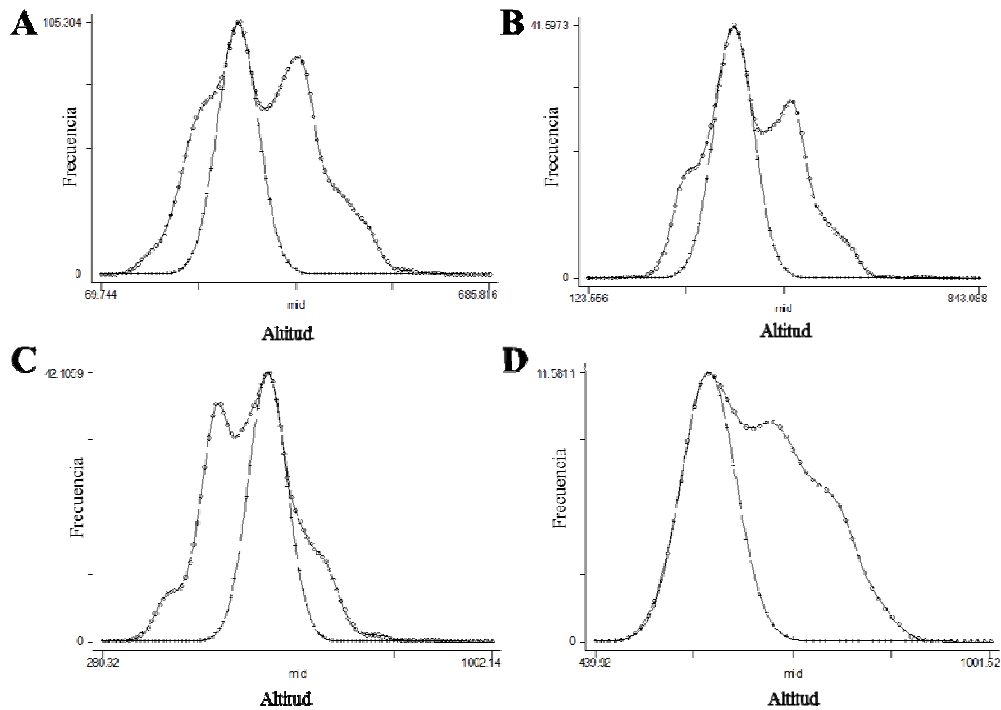 A
105.304
Frecuencia
0
69.744
mid
685.816
Altitud
B
41.5973
Frecuencia
0
123.556
mid
843.088
Altitud
C
42.1059
Frecuencia
0
280.32
mid
1002.14
Altitud
D
11.5811
Frecuencia
0
439.92
mid
1001.52
Altitud